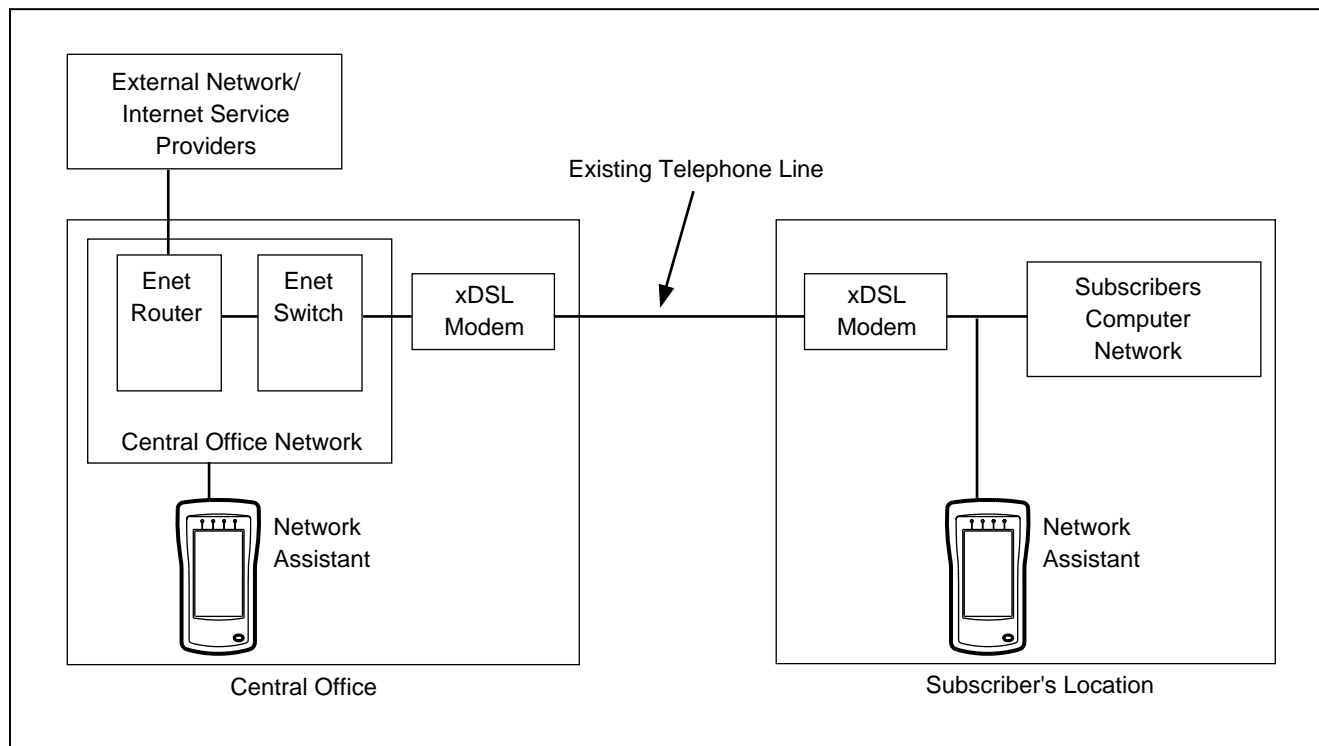 External Network/
Internet Service
Providers
Existing Telephone Line
Enet
Router
Enet
Switch
xDSL
Modem
xDSL
Modem
Subscribers
Computer
Network
Central Office Network
Network
Assistant
Network
Assistant
Central Office
Subscriber's Location